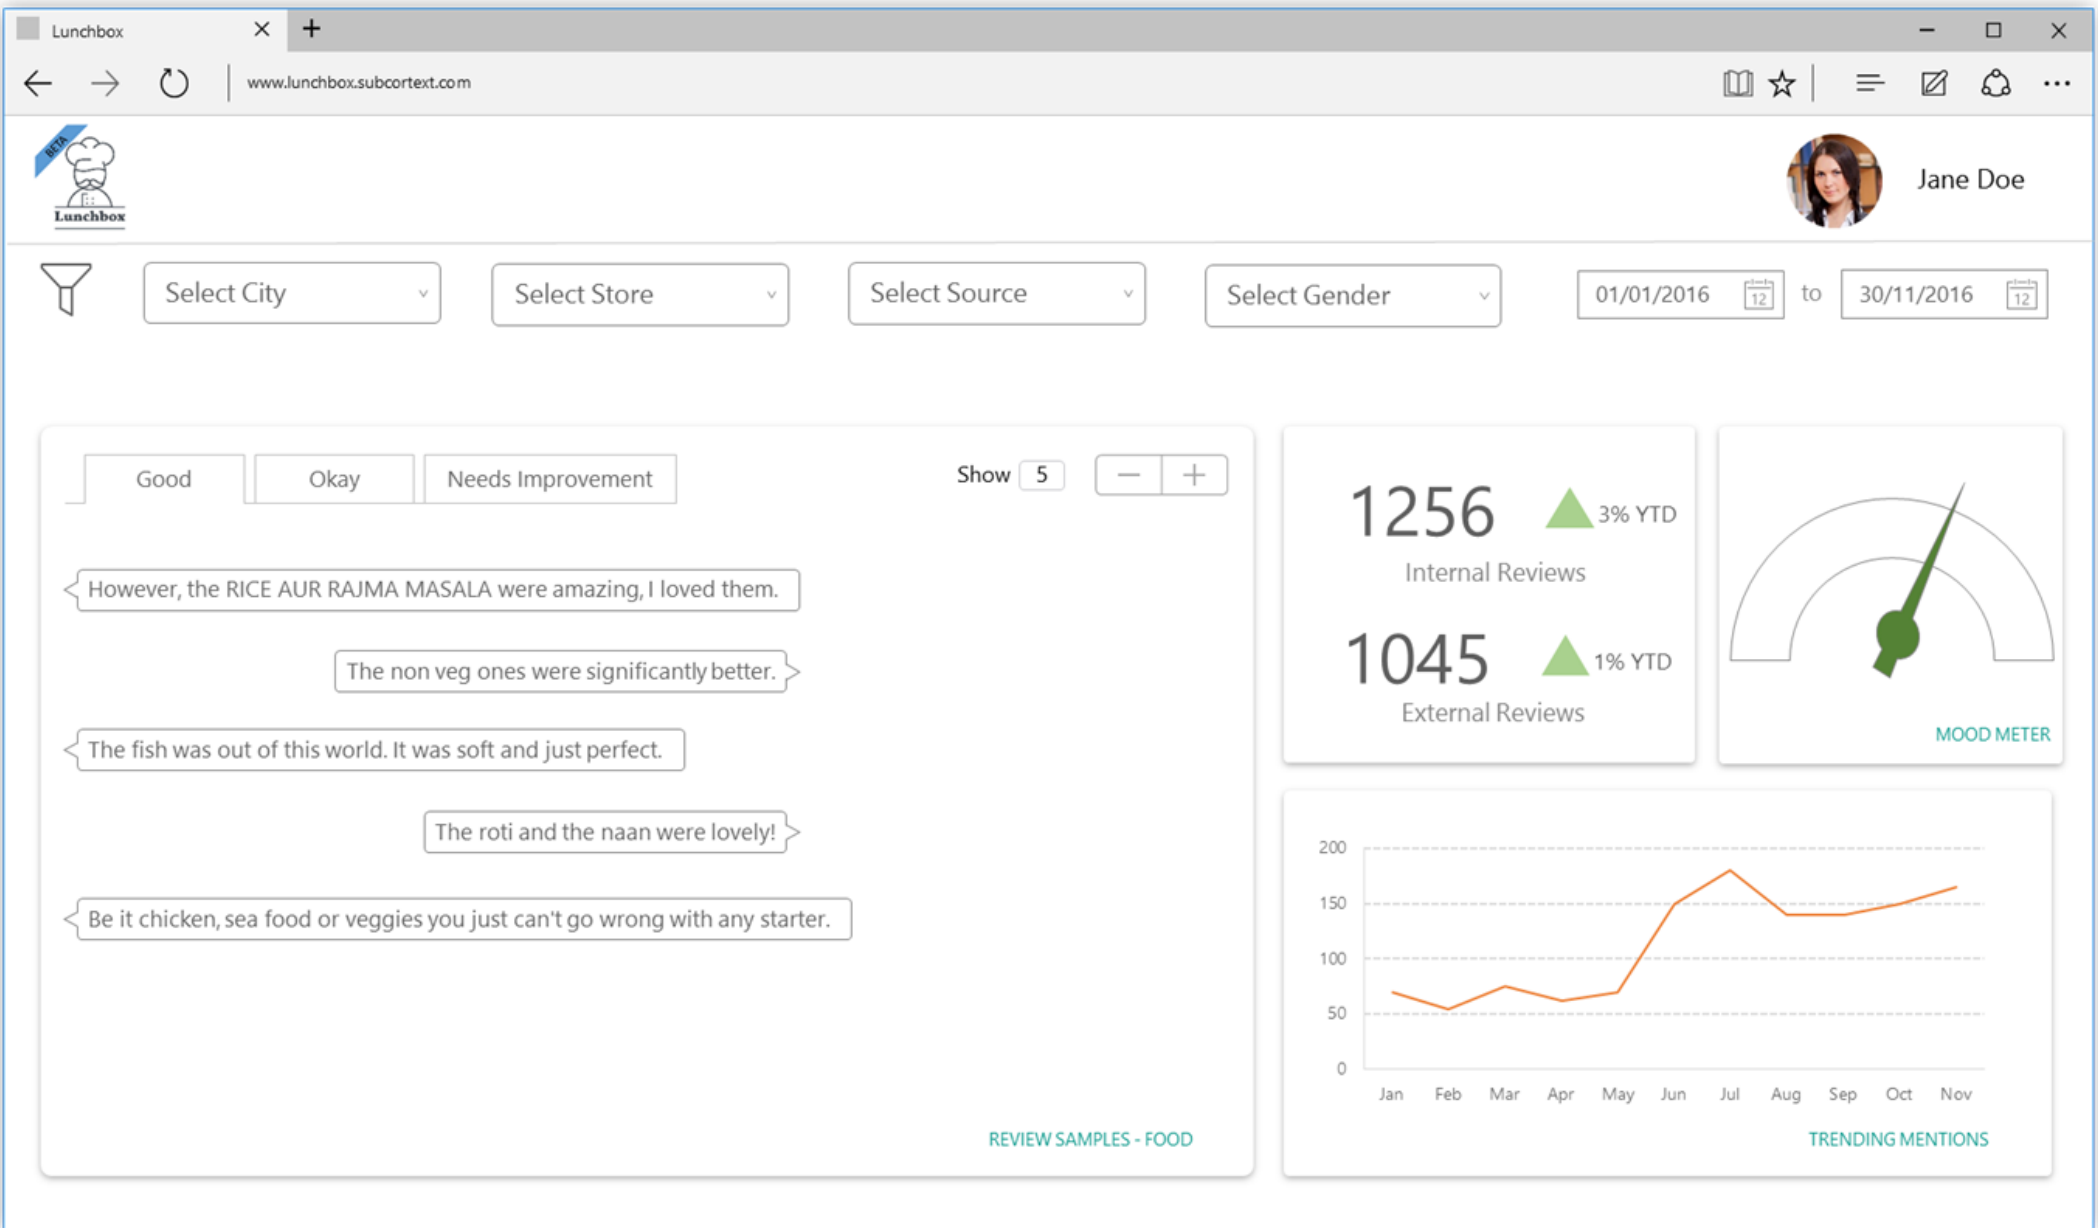 Lunchbox
www.lunchbox.subcortext.com
BETA
Lunchbox
Jane Doe
Select City
Select Store
Select Source
Select Gender
01/01/2016
12
to
30/11/2016
12
Good
Okay
Needs Improvement
Show 5
However, the RICE AUR RAJMA MASALA were amazing, I loved them.
The non veg ones were significantly better.
The fish was out of this world. It was soft and just perfect.
The roti and the naan were lovely!
Be it chicken, sea food or veggies you just can't go wrong with any starter.
REVIEW SAMPLES - FOOD
1256
3% YTD
Internal Reviews
1045
1% YTD
External Reviews
MOOD METER
200
150
100
50
0
Jan Feb Mar Apr May Jun Jul Aug Sep Oct Nov
TRENDING MENTIONS